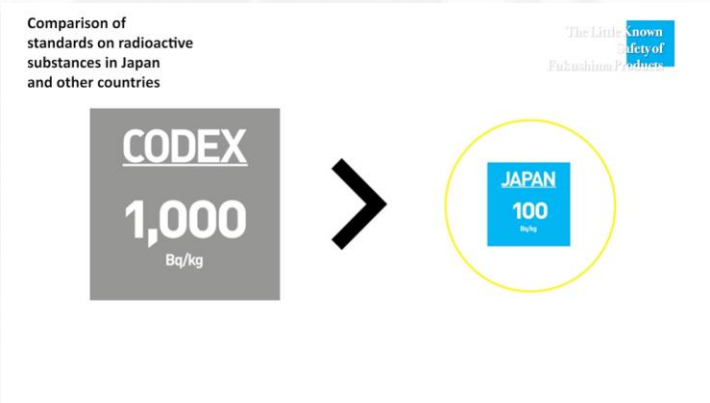 Comparison of
standards on radioactive
substances in Japan
and other countries
The Little Known
Safety of
Fukushima Products
CODEX
1,000
Bq/kg
>
JAPAN
100
Bq/kg